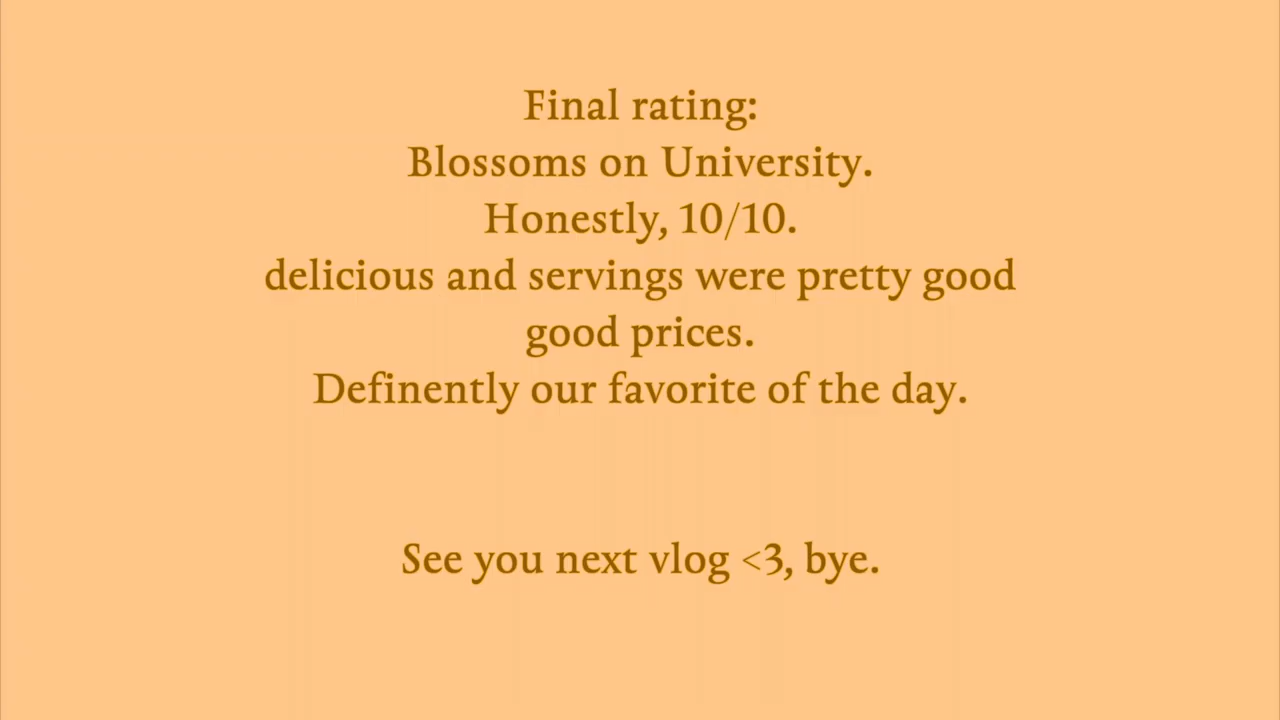 Final rating:
Blossoms on University.
Honestly, 10/10.
delicious and servings were pretty good
good prices.
Definently our favorite of the day.
See you next vlog <3, bye.